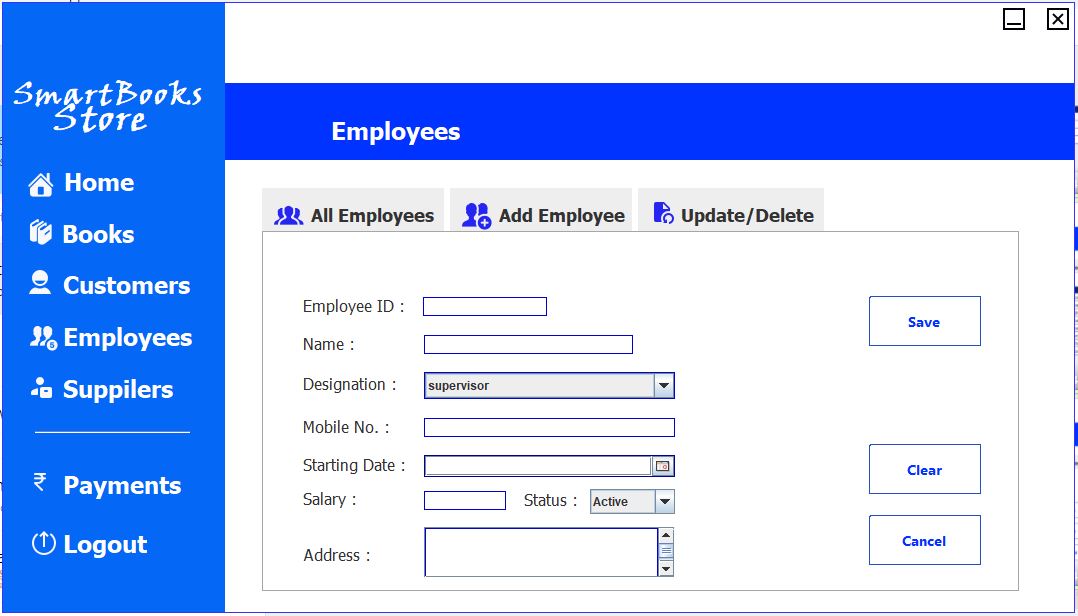 SmartBooks
Store
Home
Books
Customers
Employees
Suppilers
₹ Payments
Logout
Employees
All Employees Add Employee Update/Delete
Employee ID :
Name :
Designation : supervisor
Mobile No. :
Starting Date :
Salary : Status : Active
Address :
Save
Clear
Cancel